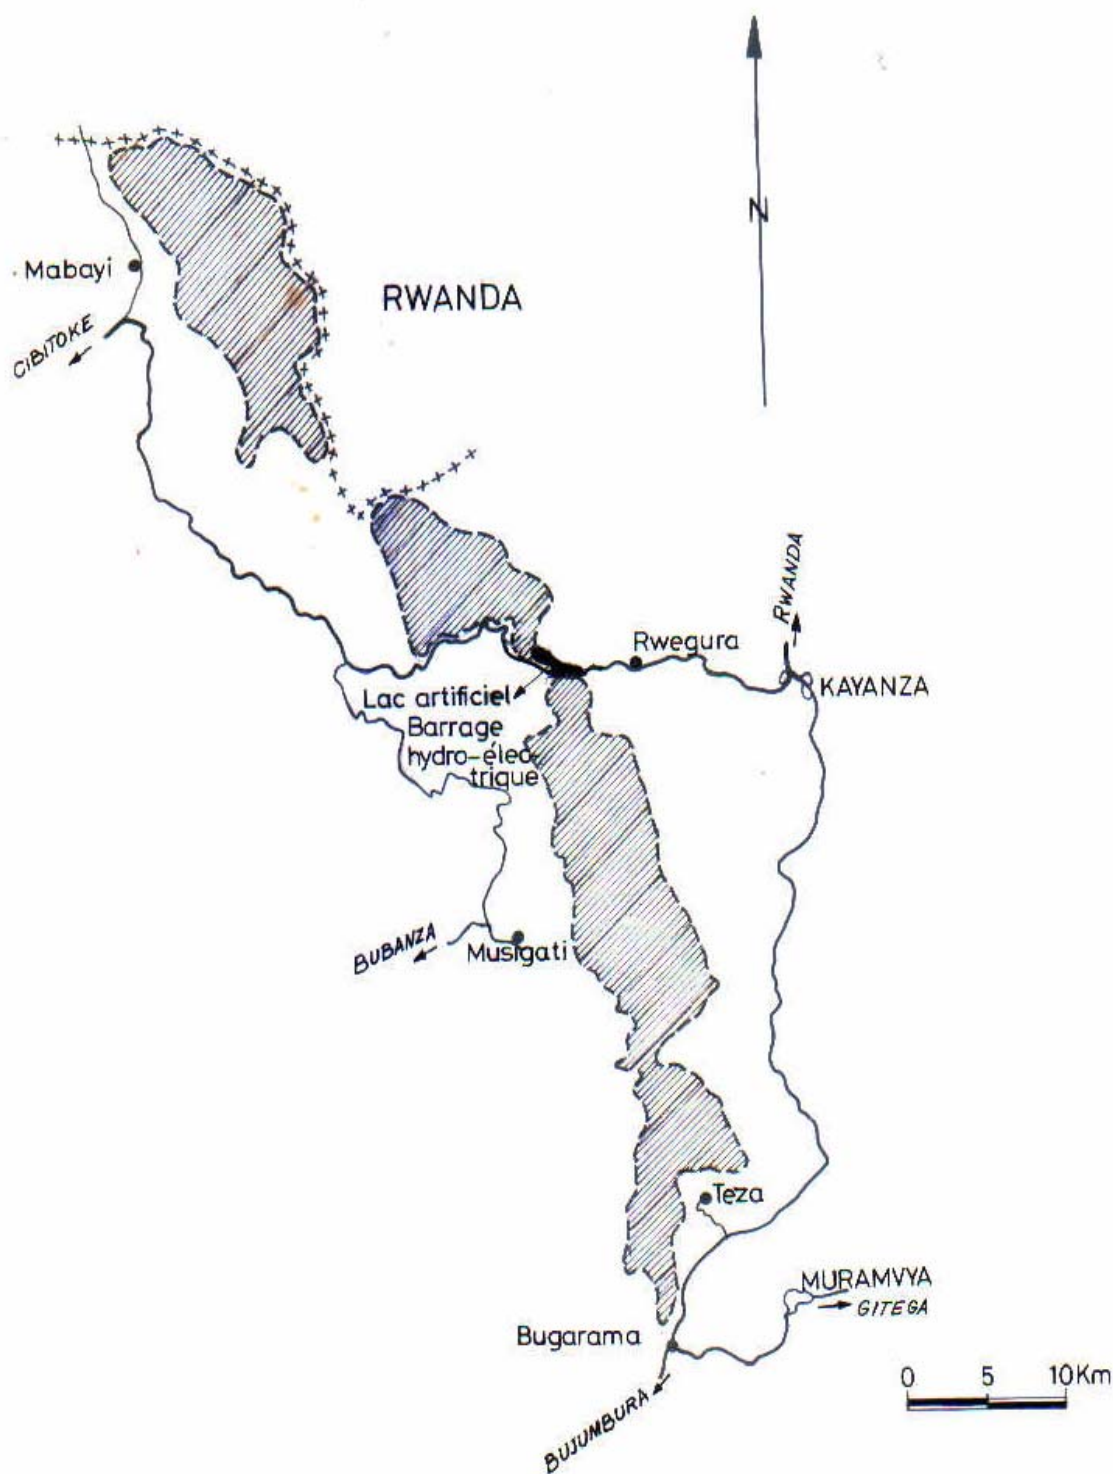 N
Mabayi
RWANDA
CIBITOKE
RWANDA
Rwegura
KAYANZA
Lac artificiel
Barrage
hydro-élec-
trique
BUBANZA
Musigati
Teza
MURAMVYA
GITEGA
Bugarama
0 5 10Km
BUJUMBURA